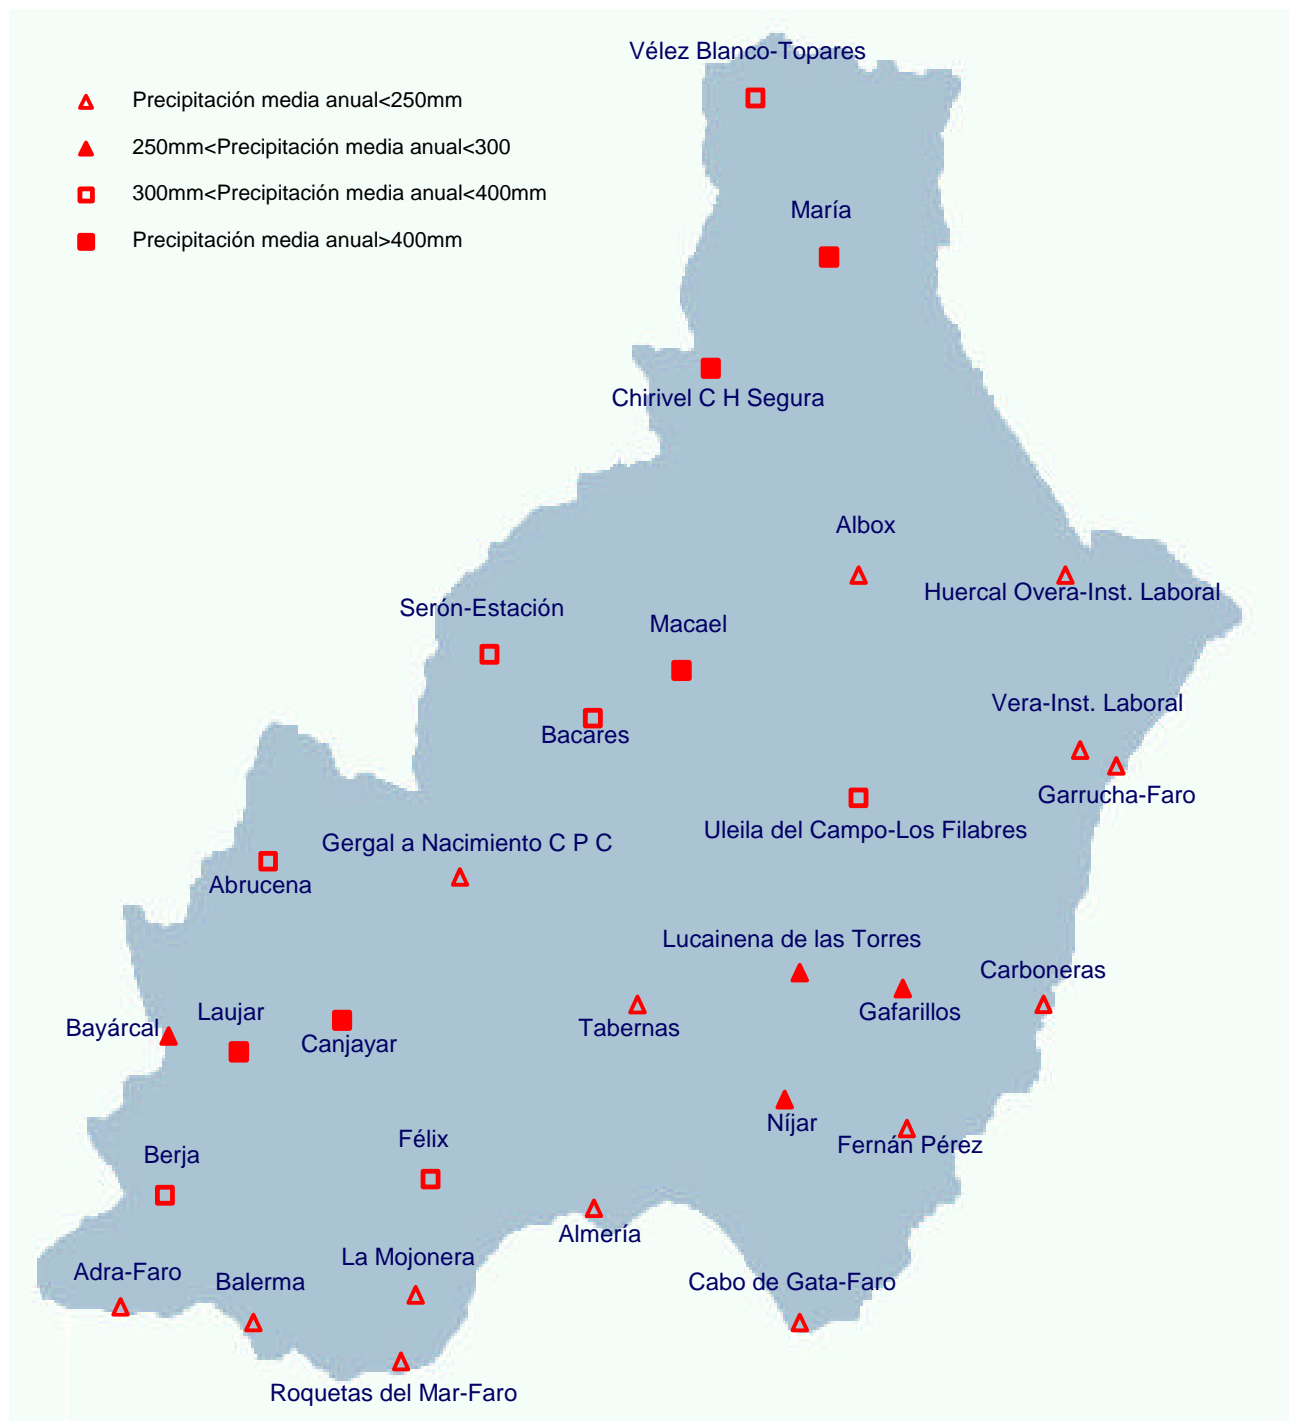 Vélez Blanco-Topares
Precipitación media anual<250mm
250mm<Precipitación media anual<300
300mm<Precipitación media anual<400mm
Precipitación media anual>400mm
María
Chirivel C H Segura
Albox
Huercal Overa-Inst. Laboral
Serón-Estación
Macael
Vera-Inst. Laboral
Bacares
Garrucha-Faro
Uleila del Campo-Los Filabres
Gergal a Nacimiento C P C
Abrucena
Lucainena de las Torres
Carboneras
Laujar
Gafarillos
Bayárcal
Tabernas
Canjayar
Níjar
Félix
Fernán Pérez
Berja
Almería
La Mojonera
Adra-Faro
Balerma
Cabo de Gata-Faro
Roquetas del Mar-Faro